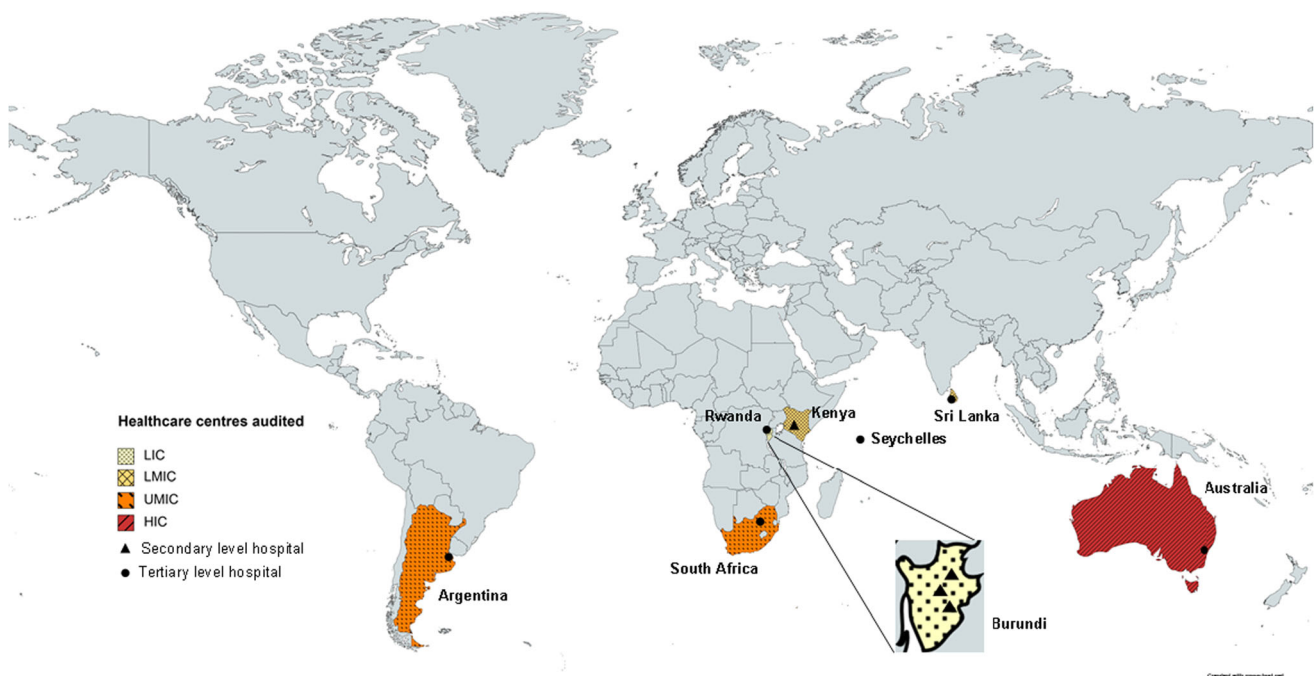 Healthcare centres audited
LIC
LMIC
UMIC
HIC
Secondary level hospital
Tertiary level hospital
Argentina
South Africa
Rwanda
Kenya
Seychelles
Sri Lanka
Australia
Burundi